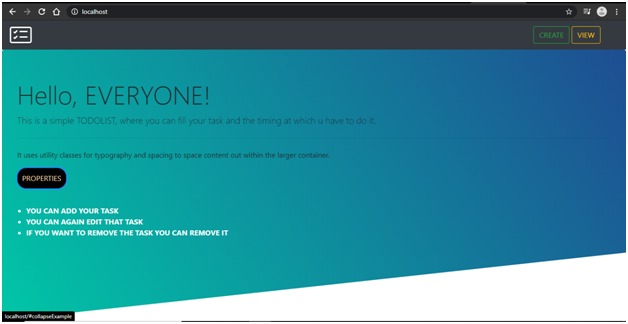 localhost
CREATE
VIEW
Hello, EVERYONE!
This is a simple TODOLIST, where you can fill your task and the timing at which u have to do it.
It uses utility classes for typography and spacing to space content out within the larger container.
PROPERTIES
YOU CAN ADD YOUR TASK
YOU CAN AGAIN EDIT THAT TASK
IF YOU WANT TO REMOVE THE TASK YOU CAN REMOVE IT
localhost/#collapseExample